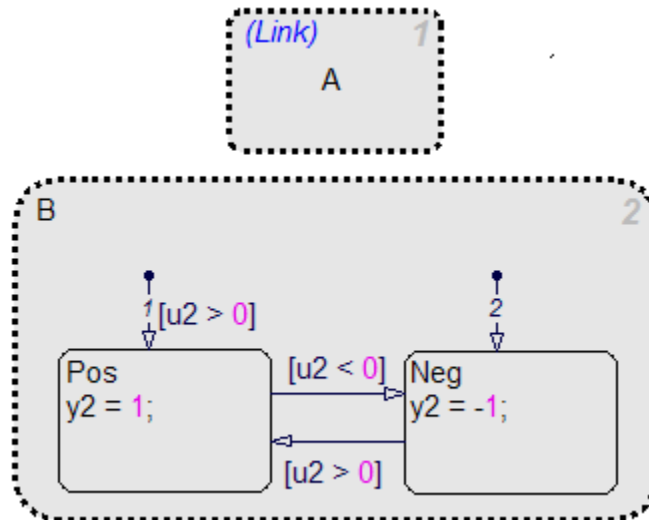 (Link) 1
A
B 2
1 [u2 > 0] 2
Pos
y2 = 1;
[u2 < 0]
Neg
y2 = -1;
[u2 > 0]